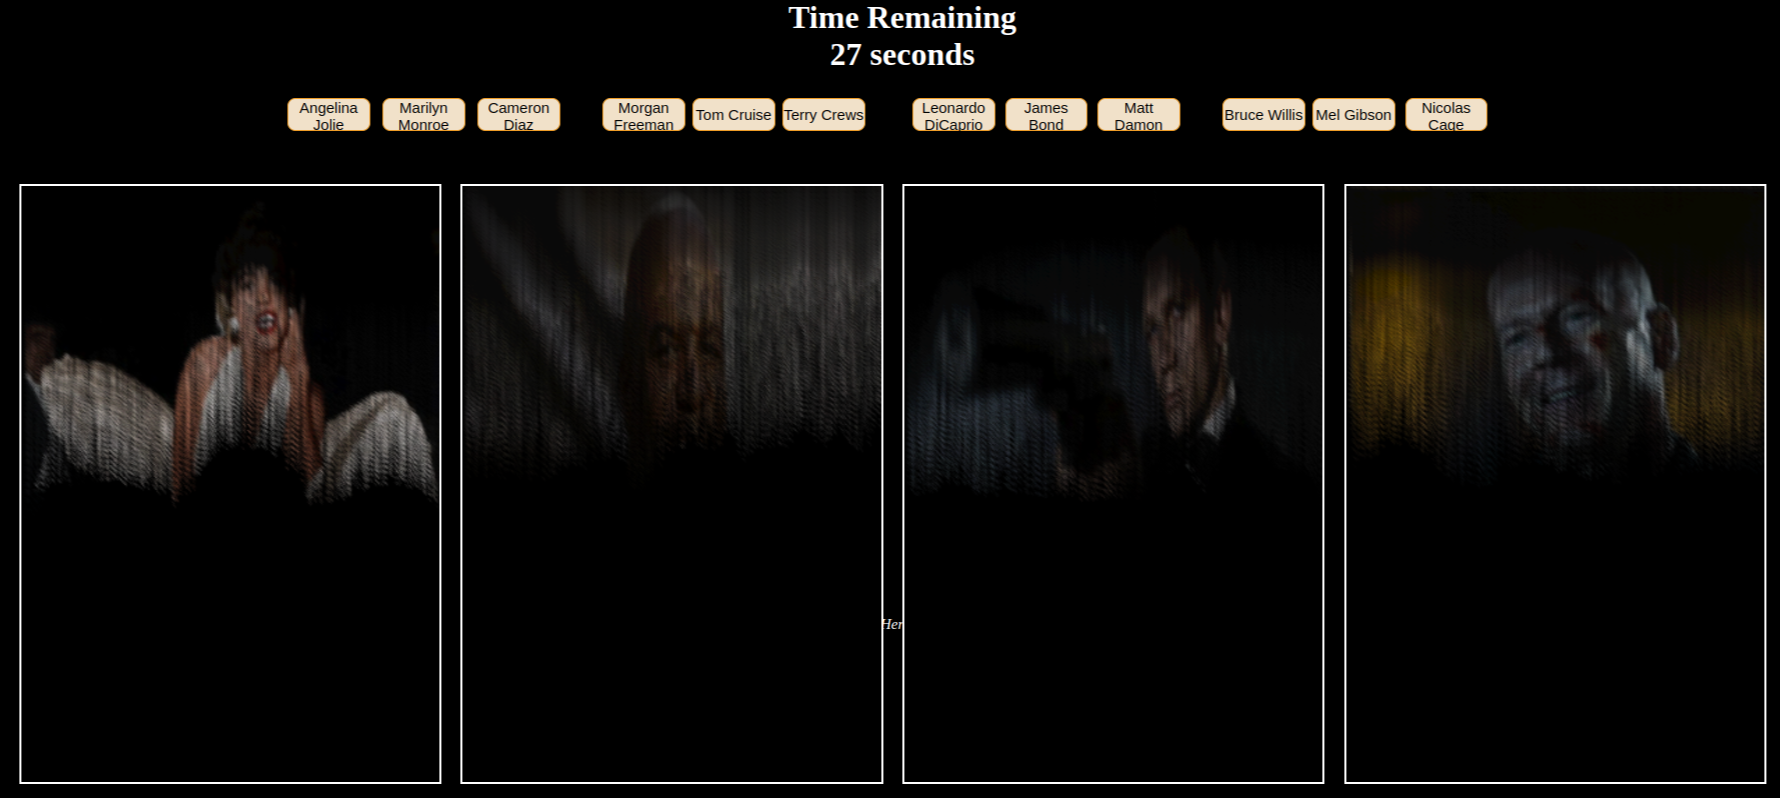 Time Remaining
27 seconds
Angelina
Jolie
Marilyn
Monroe
Cameron
Diaz
Morgan
Freeman
Tom Cruise
Terry Crews
Leonardo
DiCaprio
James
Bond
Matt
Damon
Bruce Willis
Mel Gibson
Nicolas
Cage
Her